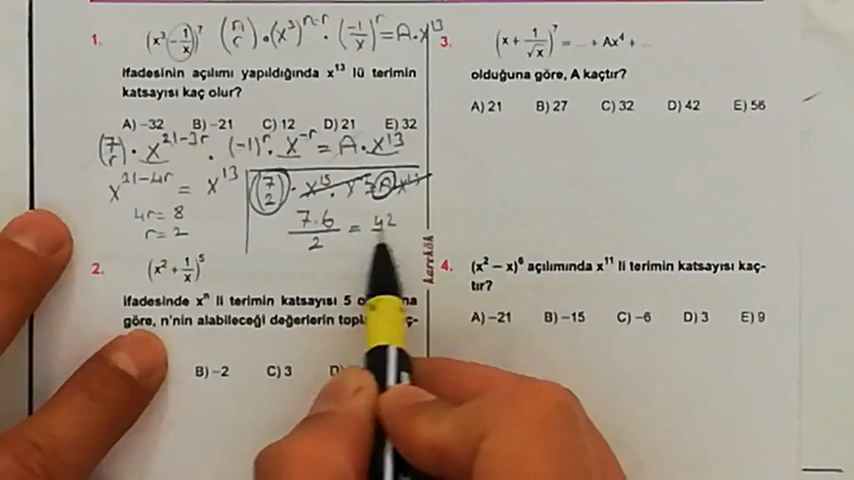 1. (x³ - 1/x)⁷ (n r) · (x³)ⁿ⁻ʳ · (-1/x)ʳ = A · x¹³
ifadesinin açılımı yapıldığında x¹³ lü terimin
katsayısı kaç olur?
A) -32 B) -21 C) 12 D) 21 E) 32
(7 r) · x²¹⁻³ʳ · (-1)ʳ · x⁻ʳ = A · x¹³
x²¹⁻⁴ʳ = x¹³
4r = 8
r = 2
(7 2) · x¹⁵ · x⁻² = A x¹³
7.6/2 = 42
2. (x² + 1/x)⁵
ifadesinde xⁿ li terimin katsayısı 5
göre, n'nin alabileceği değerlerin
B) -2 C) 3 D)
karekök
3. (x + 1/√x)⁷ = ... + Ax⁴ + ...
olduğuna göre, A kaçtır?
A) 21 B) 27 C) 32 D) 42 E) 56
4. (x² - x)⁶ açılımında x¹¹ li terimin katsayısı kaç-
tır?
A) -21 B) -15 C) -6 D) 3 E) 9